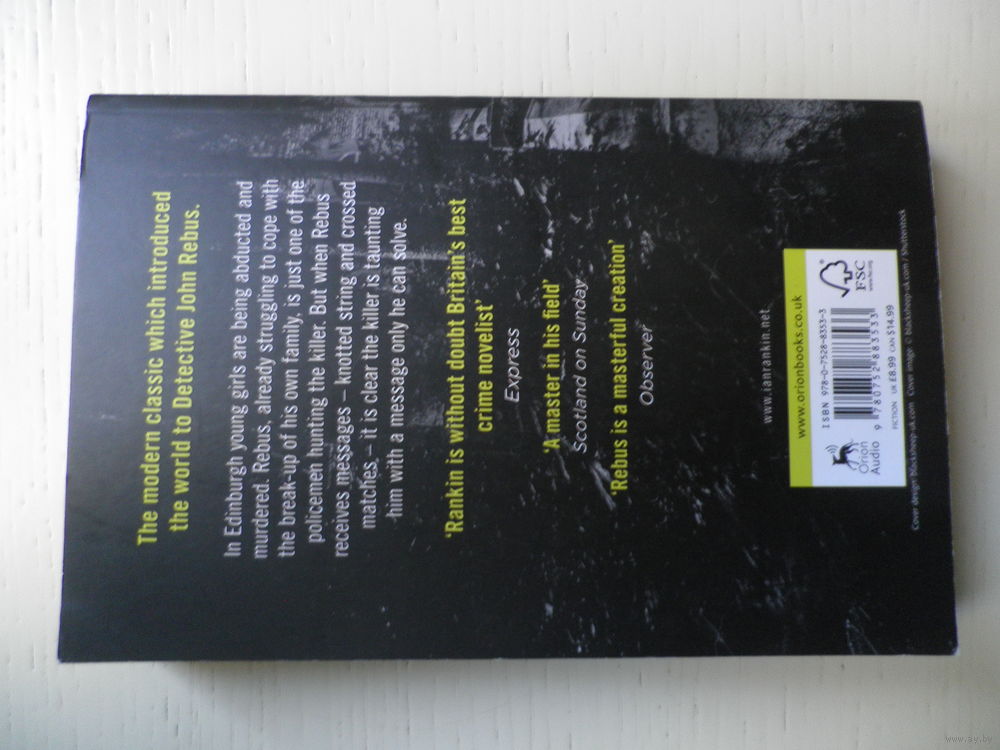 The modern classic which introduced
the world to Detective John Rebus.
In Edinburgh young girls are being abducted and
murdered. Rebus, already struggling to cope with
the break-up of his own family, is just one of the
policemen hunting the killer. But when Rebus
receives messages – knotted string and crossed
matches – it is clear the killer is taunting
him with a message only he can solve.
'Rankin is without doubt Britain's best
crime novelist'
Express
'A master in his field'
Scotland on Sunday
'Rebus is a masterful creation'
Observer
www.ianrankin.net
www.orionbooks.co.uk
Orion
Audio
ISBN 978-0-7528-8353-3
9 780752 883533
FICTION UK £8.99 CAN $14.99
FSC
Cover design blacksheep-uk.com Cover image © blacksheep-uk.com / Shutterstock
www.ay.by